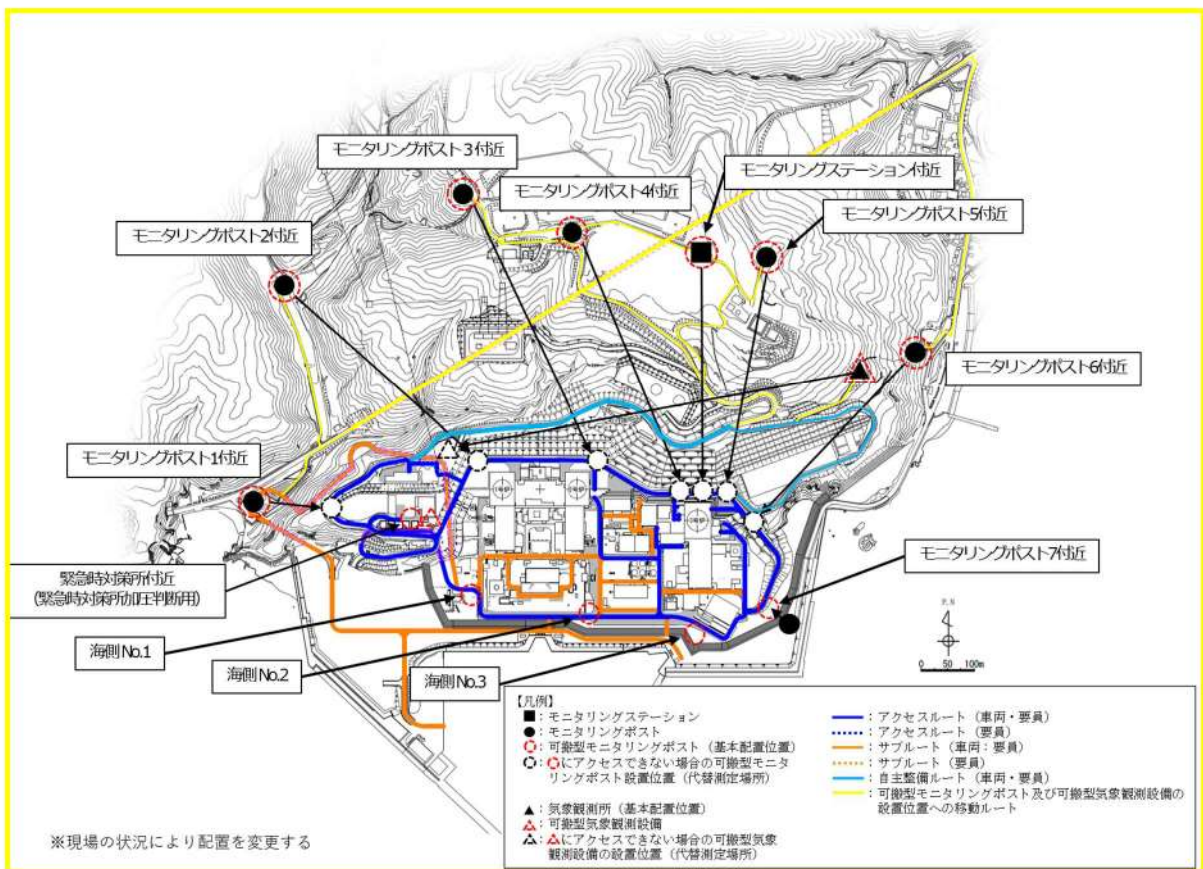 モニタリングポスト3付近
モニタリングステーション付近
モニタリングポスト4付近
モニタリングポスト5付近
モニタリングポスト2付近
モニタリングポスト6付近
モニタリングポスト1付近
モニタリングポスト7付近
緊急時対策所付近
(緊急時対策所加圧判断用)
海側No.1
海側No.2
海側No.3
P.N
0 50 100m
【凡例】
■：モニタリングステーション
●：モニタリングポスト
：可搬型モニタリングポスト（基本配置位置）
：にアクセスできない場合の可搬型モニタ
リングポスト設置位置（代替測定場所）
▲：気象観測所（基本配置位置）
：可搬型気象観測設備
：にアクセスできない場合の可搬型気象
観測設備の設置位置（代替測定場所）
：アクセスルート（車両・要員）
：アクセスルート（要員）
：サブルート（車両：要員）
：サブルート（要員）
：自主整備ルート（車両・要員）
：可搬型モニタリングポスト及び可搬型気象観測設備の
設置位置への移動ルート
※現場の状況により配置を変更する